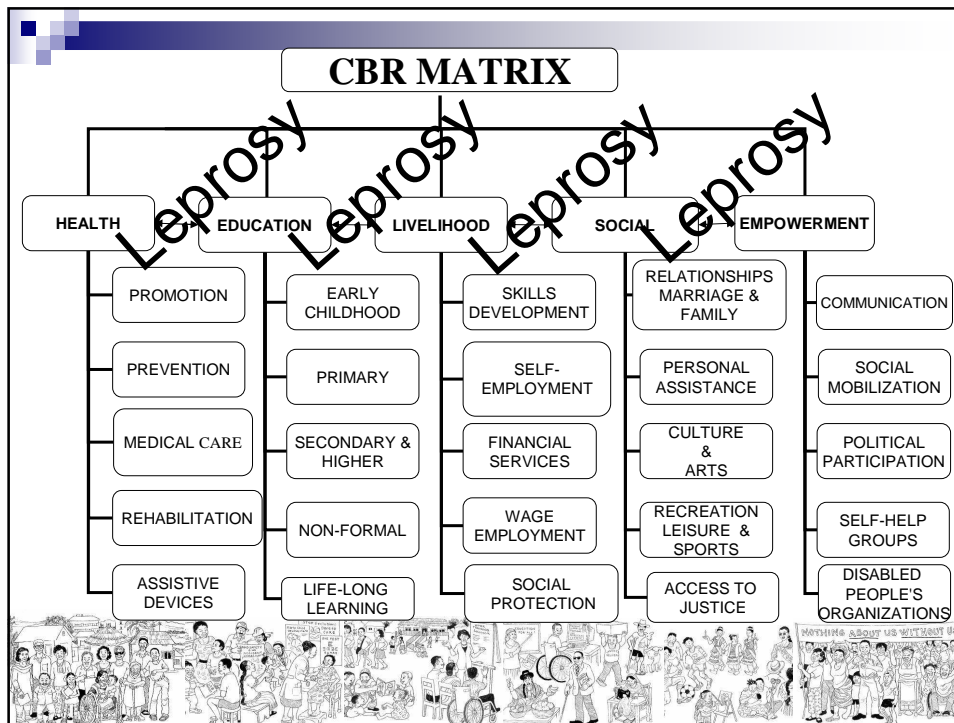 CBR MATRIX
Leprosy
Leprosy
Leprosy
Leprosy
HEALTH
EDUCATION
LIVELIHOOD
SOCIAL
EMPOWERMENT
PROMOTION
PREVENTION
MEDICAL CARE
REHABILITATION
ASSISTIVE
DEVICES
EARLY
CHILDHOOD
PRIMARY
SECONDARY &
HIGHER
NON-FORMAL
LIFE-LONG
LEARNING
SKILLS
DEVELOPMENT
SELF-
EMPLOYMENT
FINANCIAL
SERVICES
WAGE
EMPLOYMENT
SOCIAL
PROTECTION
RELATIONSHIPS
MARRIAGE &
FAMILY
PERSONAL
ASSISTANCE
CULTURE
&
ARTS
RECREATION
LEISURE &
SPORTS
ACCESS TO
JUSTICE
COMMUNICATION
SOCIAL
MOBILIZATION
POLITICAL
PARTICIPATION
SELF-HELP
GROUPS
DISABLED
PEOPLE'S
ORGANIZATIONS
NOTHING ABOUT US WITHOUT